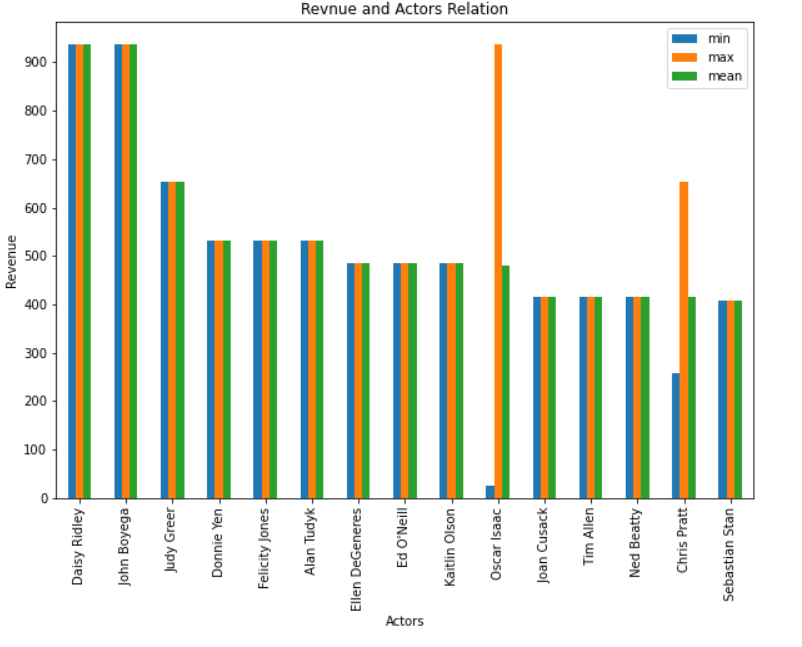 Revnue and Actors Relation
min
max
mean
900
800
700
600
500
400
300
200
100
0
Revenue
Daisy Ridley
John Boyega
Judy Greer
Donnie Yen
Felicity Jones
Alan Tudyk
Ellen DeGeneres
Ed O'Neill
Kaitlin Olson
Oscar Isaac
Joan Cusack
Tim Allen
Ned Beatty
Chris Pratt
Sebastian Stan
Actors